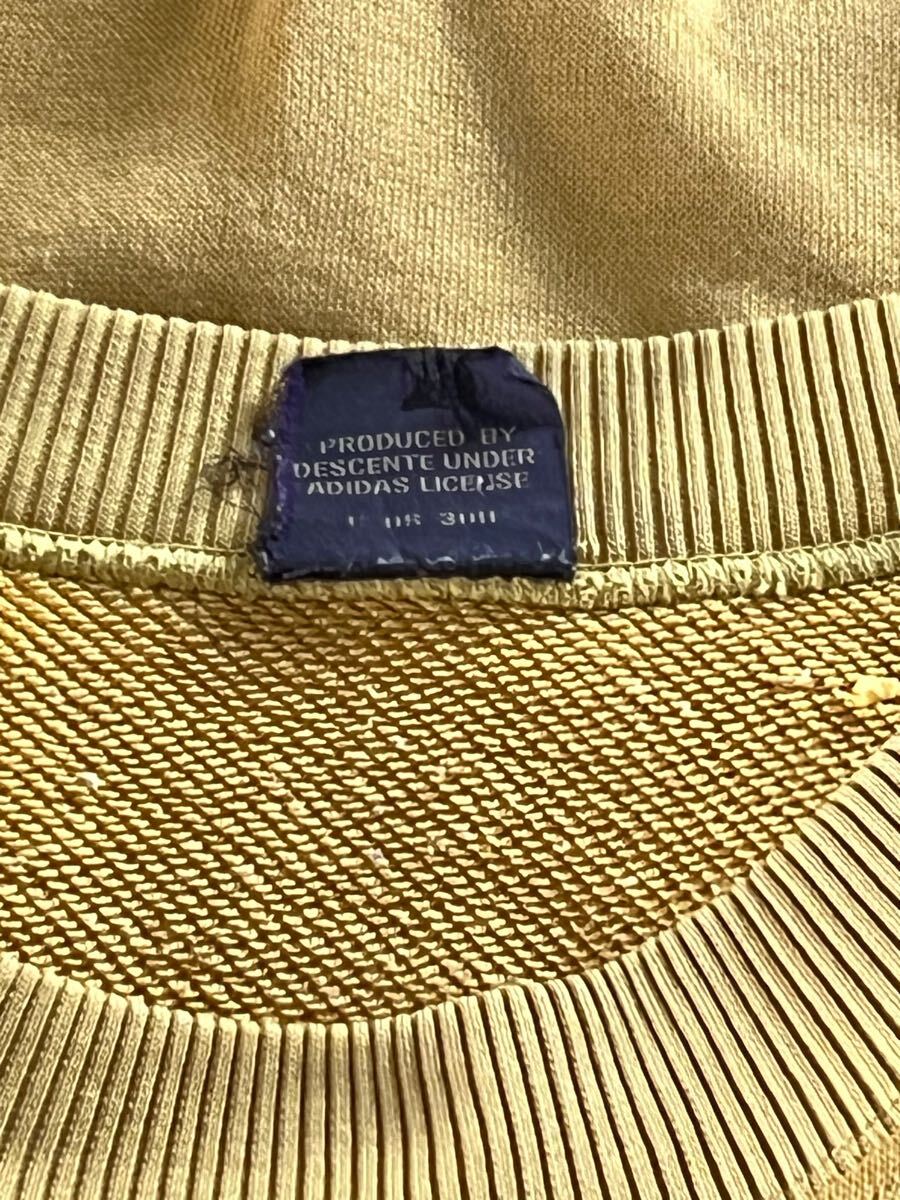 PRODUCED BY
DESCENTE UNDER
ADIDAS LICENSE